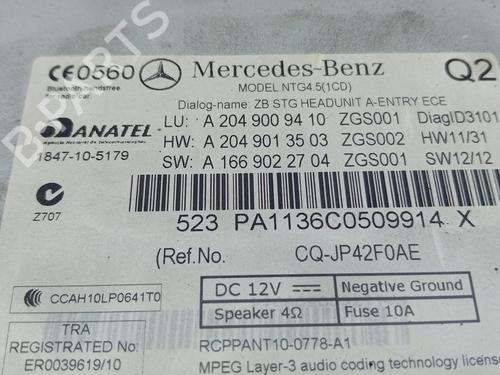 B-PARTS
CE0560
Mercedes-Benz
Q2
Bluetooth-handsfree
for radio/car.
MODEL:NTG4.5(1CD)
Dialog-name: ZB STG HEADUNIT A-ENTRY ECE
ANATEL
LU: A 204 900 94 10 ZGS001 DiagID3101
HW: A 204 901 35 03 ZGS002 HW11/31
1847-10-5179
SW: A 166 902 27 04 ZGS001 SW12/12
Z707
523 PA1136C0509914 X
(Ref.No. CQ-JP42F0AE
CCAH10LP0641T0
DC 12V Negative Ground
Speaker 4Ω Fuse 10A
TRA
REGISTERED No:
ER0039619/10
RCPPANT10-0778-A1
MPEG Layer-3 audio coding technology license